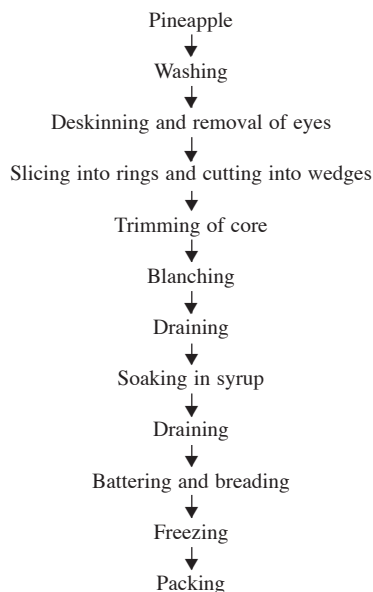 Pineapple
Washing
Deskinning and removal of eyes
Slicing into rings and cutting into wedges
Trimming of core
Blanching
Draining
Soaking in syrup
Draining
Battering and breading
Freezing
Packing